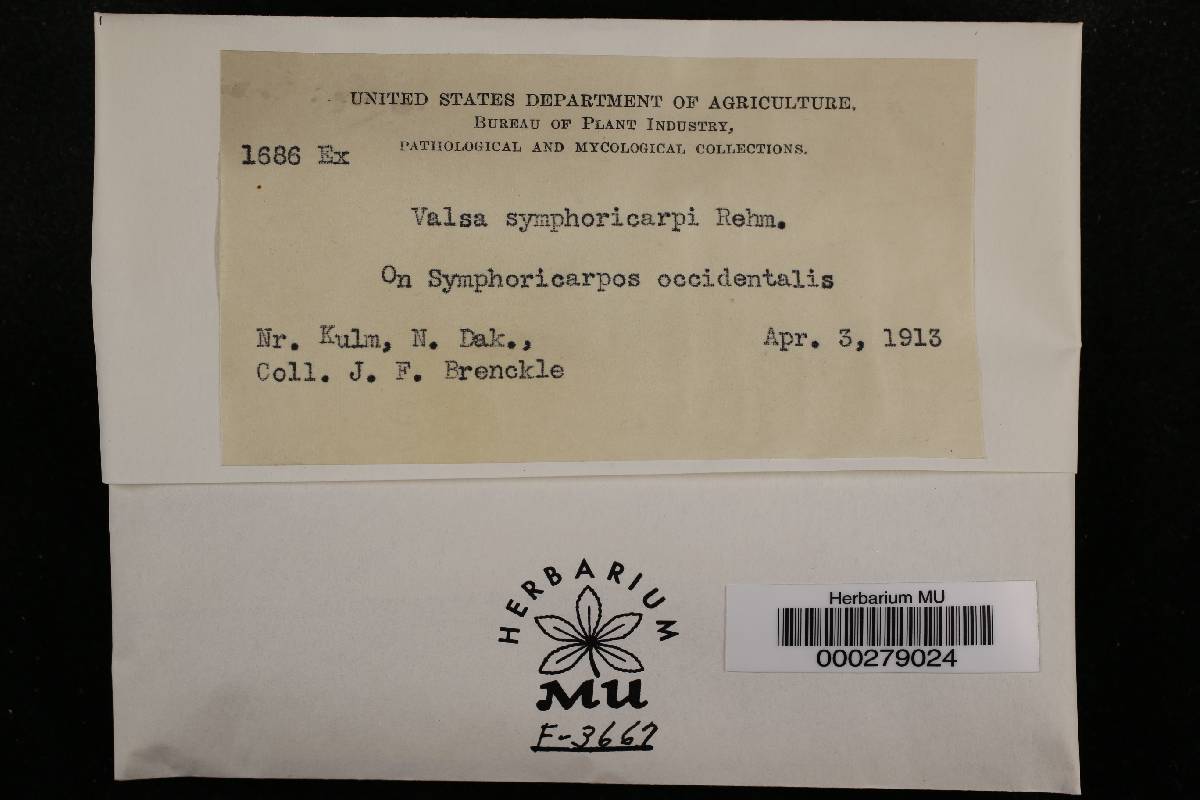 UNITED STATES DEPARTMENT OF AGRICULTURE.
BUREAU OF PLANT INDUSTRY,
PATHOLOGICAL AND MYCOLOGICAL COLLECTIONS.
1686 Ex
Valsa symphoricarpi Rehm.
On Symphoricarpos occidentalis
Nr. Kulm, N. Dak., Apr. 3, 1913
Coll. J. F. Brenckle
HERBARIUM
MU
F-3667
Herbarium MU
000279024